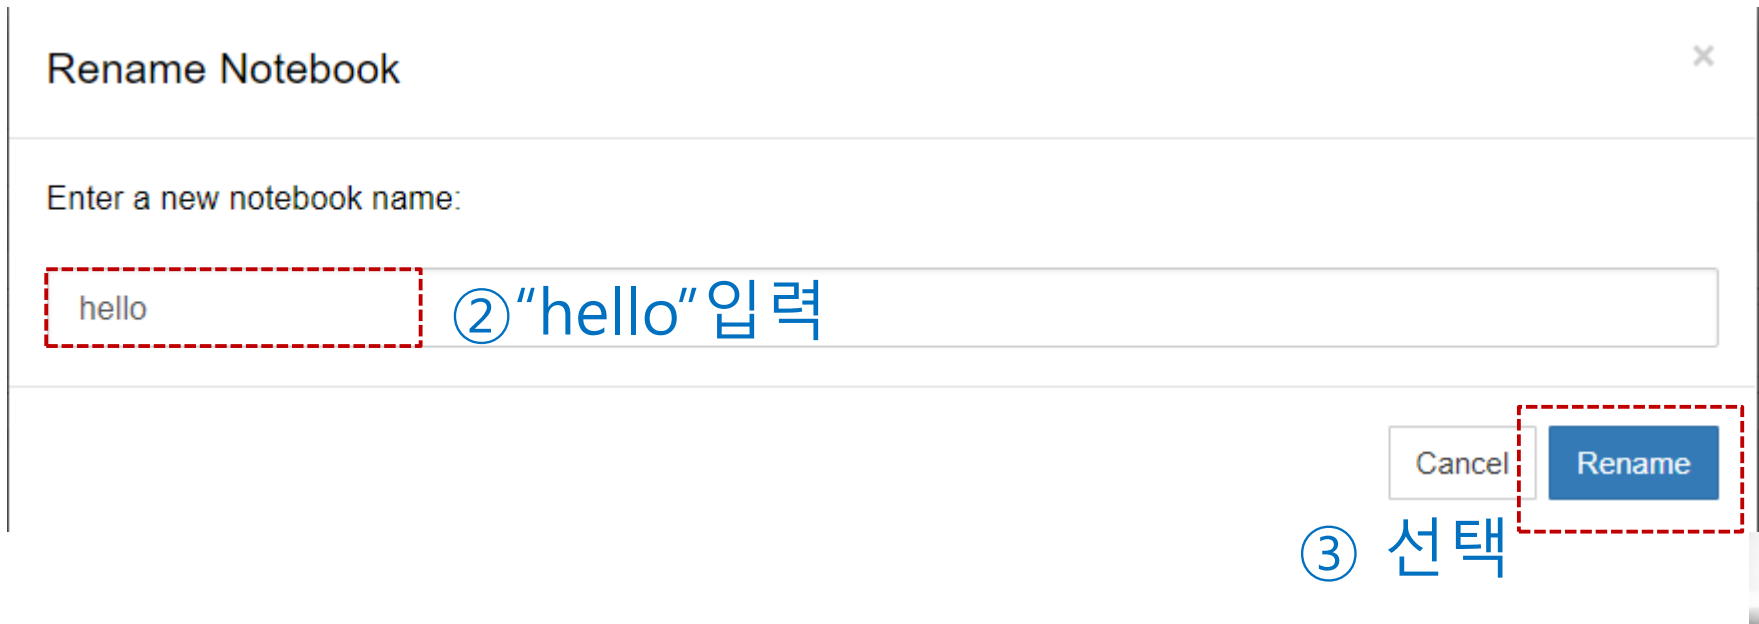 Rename Notebook ×
Enter a new notebook name:
hello ②“hello”입력
Cancel Rename
③ 선택